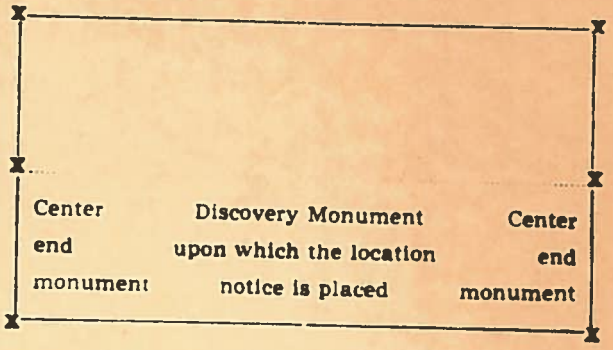 X X
X X
Center Discovery Monument Center
end upon which the location end
monument notice is placed monument
X X